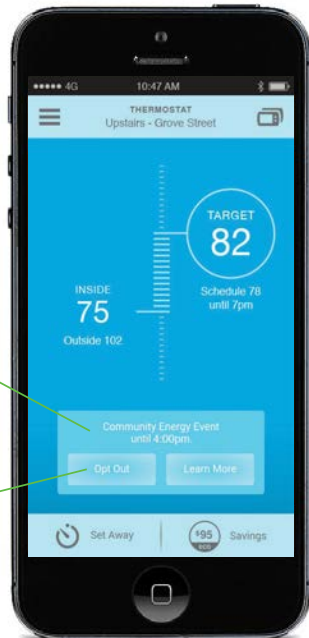 4G
10:47 AM
THERMOSTAT
Upstairs - Grove Street
TARGET
82
Schedule 78
until 7pm
INSIDE
75
Outside 102
Community Energy Event
until 4:00pm.
Opt Out
Learn More
Set Away
$95
ECO
Savings